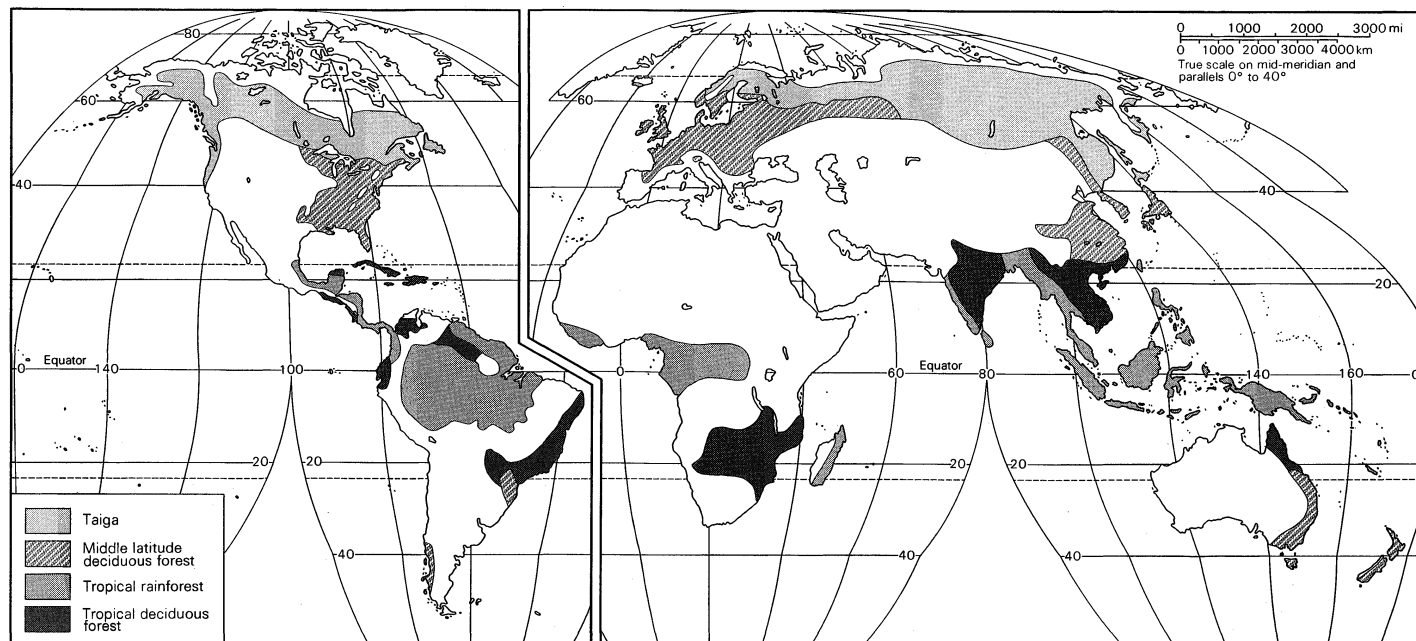 0 1000 2000 3000 mi
0 1000 2000 3000 4000 km
True scale on mid-meridian and
parallels 0° to 40°
80
60
60
40
40
40
20
20
Equator
0
140
100
0
60
Equator
80
140
160
0
20
20
20
20
20
40
40
40
Taiga
Middle latitude
deciduous forest
Tropical rainforest
Tropical deciduous
forest